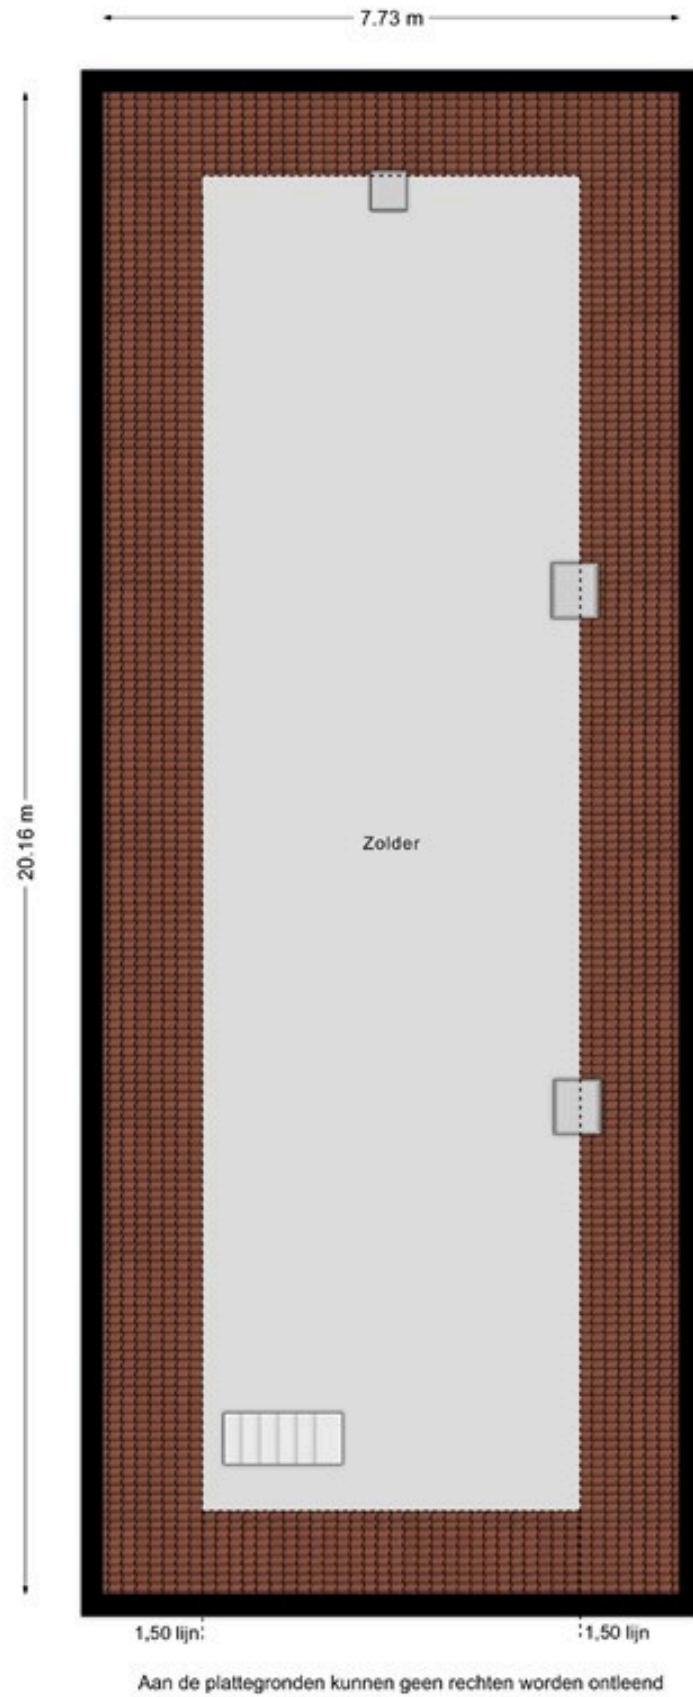 7.73 m
20.16 m
Zolder
1,50 lijn
1,50 lijn
Aan de plattegronden kunnen geen rechten worden ontleend